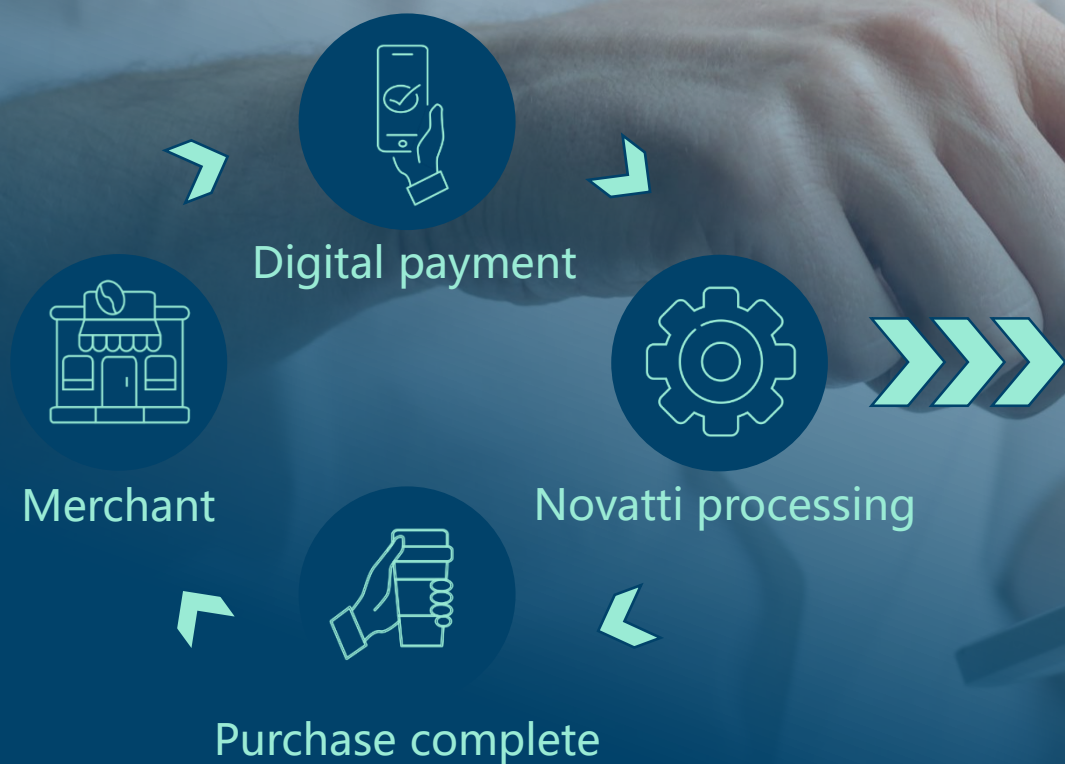 Digital payment
Merchant
Novatti processing
Purchase complete